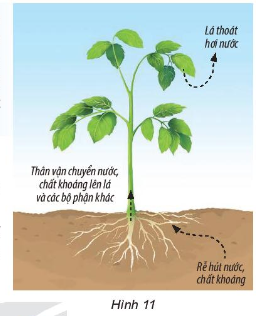 Lá thoát
hơi nước
Thân vận chuyển nước,
chất khoáng lên lá
và các bộ phận khác
Rễ hút nước,
chất khoáng
Hình 11